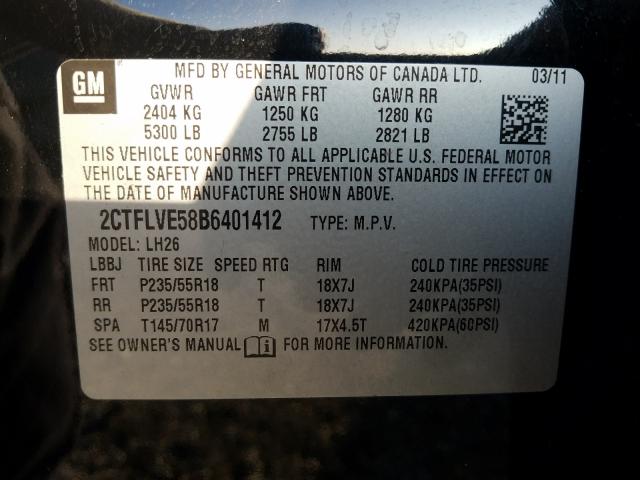 GM MFD BY GENERAL MOTORS OF CANADA LTD. 03/11
GVWR GAWR FRT GAWR RR
2404 KG 1250 KG 1280 KG
5300 LB 2755 LB 2821 LB
THIS VEHICLE CONFORMS TO ALL APPLICABLE U.S. FEDERAL MOTOR
VEHICLE SAFETY AND THEFT PREVENTION STANDARDS IN EFFECT ON
THE DATE OF MANUFACTURE SHOWN ABOVE.
2CTFLVE58B6401412 TYPE: M.P.V.
MODEL: LH26
LBBJ TIRE SIZE SPEED RTG RIM COLD TIRE PRESSURE
FRT P235/55R18 T 18X7J 240KPA(35PSI)
RR P235/55R18 T 18X7J 240KPA(35PSI)
SPA T145/70R17 M 17X4.5T 420KPA(60PSI)
SEE OWNER'S MANUAL FOR MORE INFORMATION.